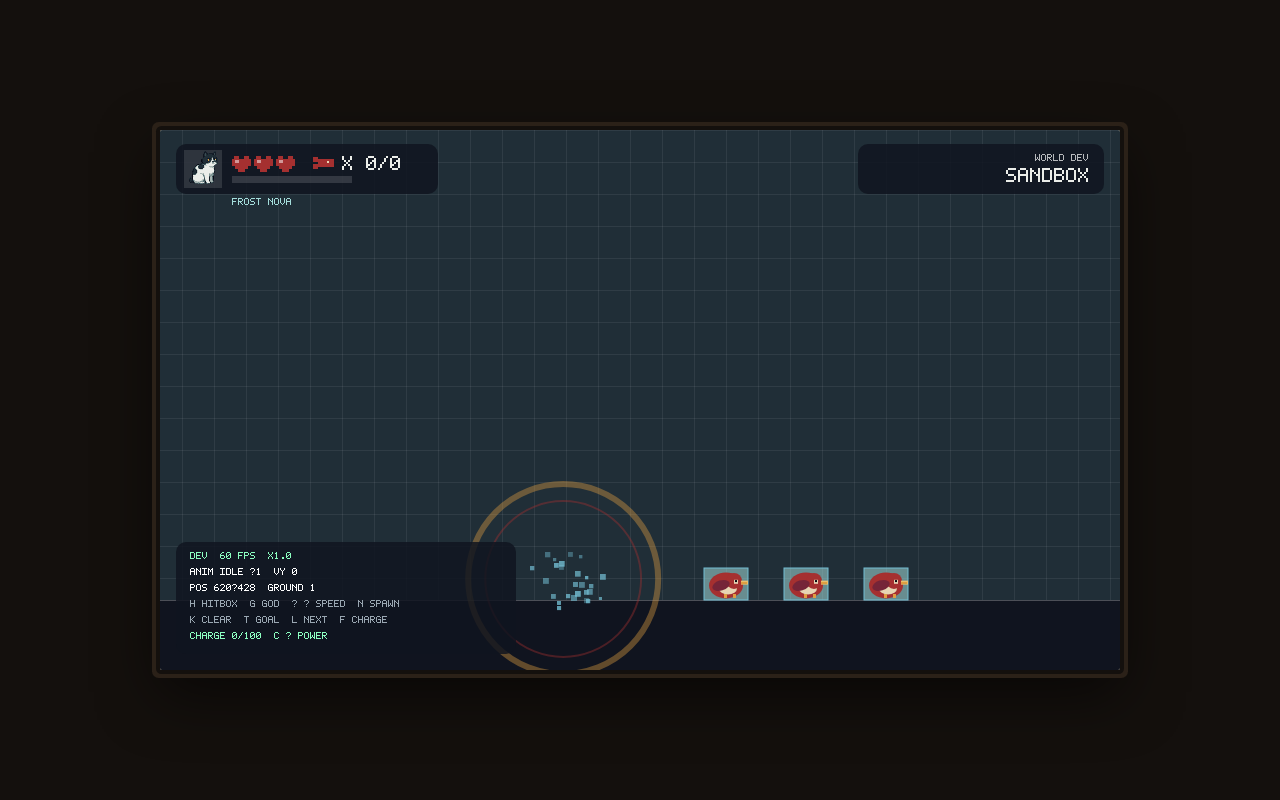 X 0/0
FROST NOVA
WORLD DEV
SANDBOX
DEV 60 FPS X1.0
ANIM IDLE ?1 VY 0
POS 620?428 GROUND 1
H HITBOX G GOD ? ? SPEED N SPAWN
K CLEAR T GOAL L NEXT F CHARGE
CHARGE 0/100 C ? POWER